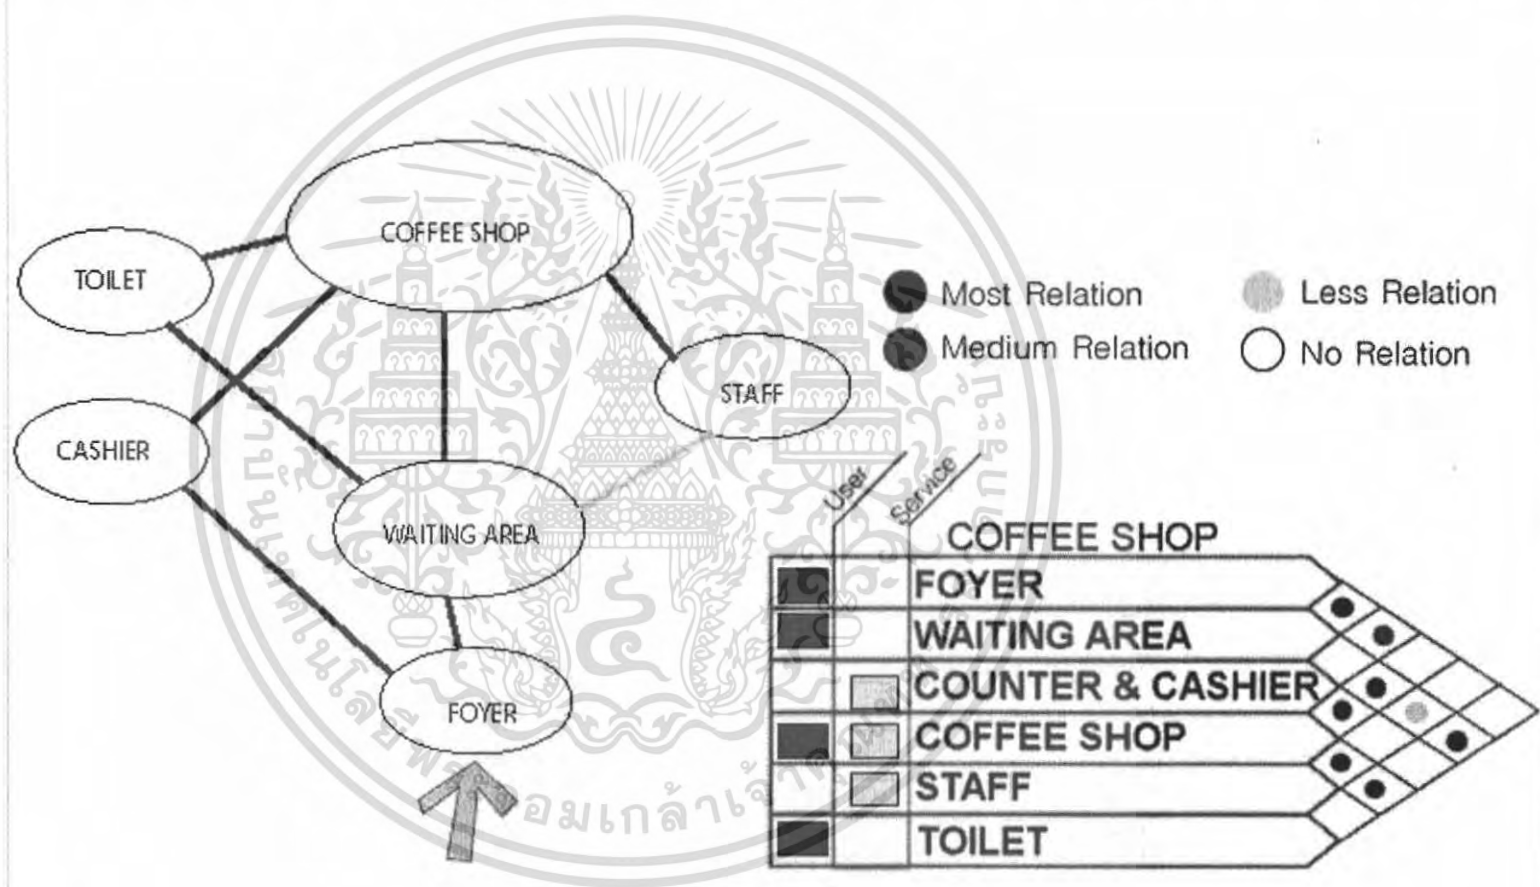 COFFEE SHOP
TOILET
STAFF
CASHIER
WAITING AREA
FOYER
Most Relation
Less Relation
Medium Relation
No Relation
User
Service
COFFEE SHOP
FOYER
WAITING AREA
COUNTER & CASHIER
COFFEE SHOP
STAFF
TOILET